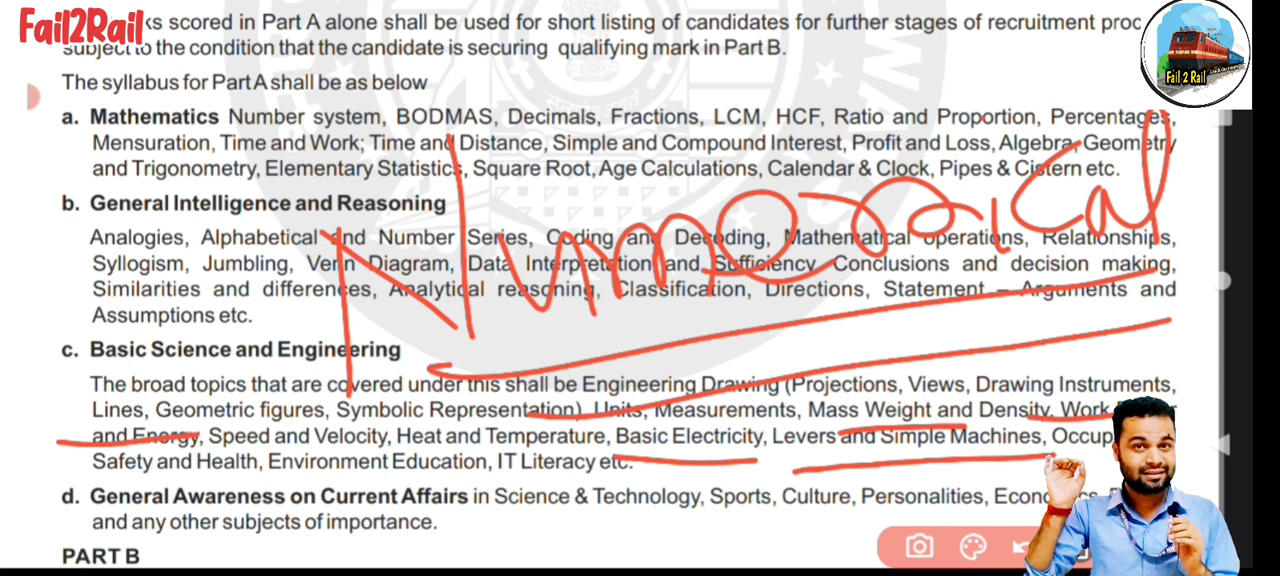 Fail2Rail
ks scored in Part A alone shall be used for short listing of candidates for further stages of recruitment proc
subject to the condition that the candidate is securing qualifying mark in Part B.
Fail 2 Rail
The syllabus for Part A shall be as below
a. Mathematics Number system, BODMAS, Decimals, Fractions, LCM, HCF, Ratio and Proportion, Percentages,
Mensuration, Time and Work; Time and Distance, Simple and Compound Interest, Profit and Loss, Algebra, Geometry
and Trigonometry, Elementary Statistics, Square Root, Age Calculations, Calendar & Clock, Pipes & Cistern etc.
Numerical
b. General Intelligence and Reasoning
Analogies, Alphabetical and Number Series, Coding and Decoding, Mathematical operations, Relationships,
Syllogism, Jumbling, Venn Diagram, Data Interpretation and Sufficiency Conclusions and decision making,
Similarities and differences, Analytical reasoning, Classification, Directions, Statement – Arguments and
Assumptions etc.
c. Basic Science and Engineering
The broad topics that are covered under this shall be Engineering Drawing (Projections, Views, Drawing Instruments,
Lines, Geometric figures, Symbolic Representation), Units, Measurements, Mass Weight and Density, Work
and Energy, Speed and Velocity, Heat and Temperature, Basic Electricity, Levers and Simple Machines, Occup
Safety and Health, Environment Education, IT Literacy etc.
d. General Awareness on Current Affairs in Science & Technology, Sports, Culture, Personalities, Econo
and any other subjects of importance.
PART B